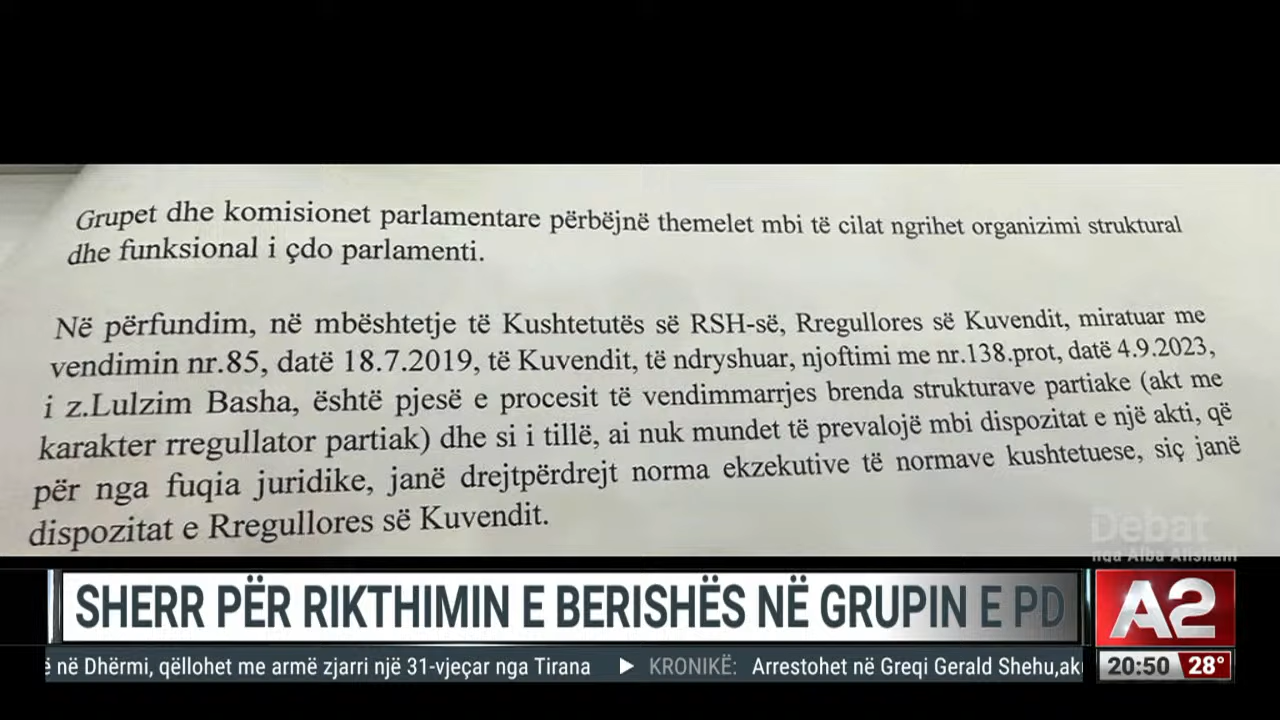 Grupet dhe komisionet parlamentare përbëjnë themelet mbi të cilat ngrihet organizimi struktural
dhe funksional i çdo parlamenti.
Në përfundim, në mbështetje të Kushtetutës së RSH-së, Rregullores së Kuvendit, miratuar me
vendimin nr.85, datë 18.7.2019, të Kuvendit, të ndryshuar, njoftimi me nr.138.prot, datë 4.9.2023,
i z.Lulzim Basha, është pjesë e procesit të vendimmarrjes brenda strukturave partiake (akt me
karakter rregullator partiak) dhe si i tillë, ai nuk mundet të prevalojë mbi dispozitat e një akti, që
për nga fuqia juridike, janë drejtpërdrejt norma ekzekutive të normave kushtetuese, siç janë
dispozitat e Rregullores së Kuvendit.
Debat
nga Alba Alishani
SHERR PËR RIKTHIMIN E BERISHËS NË GRUPIN E PD
A2
ë në Dhërmi, qëllohet me armë zjarri një 31-vjeçar nga Tirana ▶ KRONIKË: Arrestohet në Greqi Gerald Shehu,ak
20:50 28°